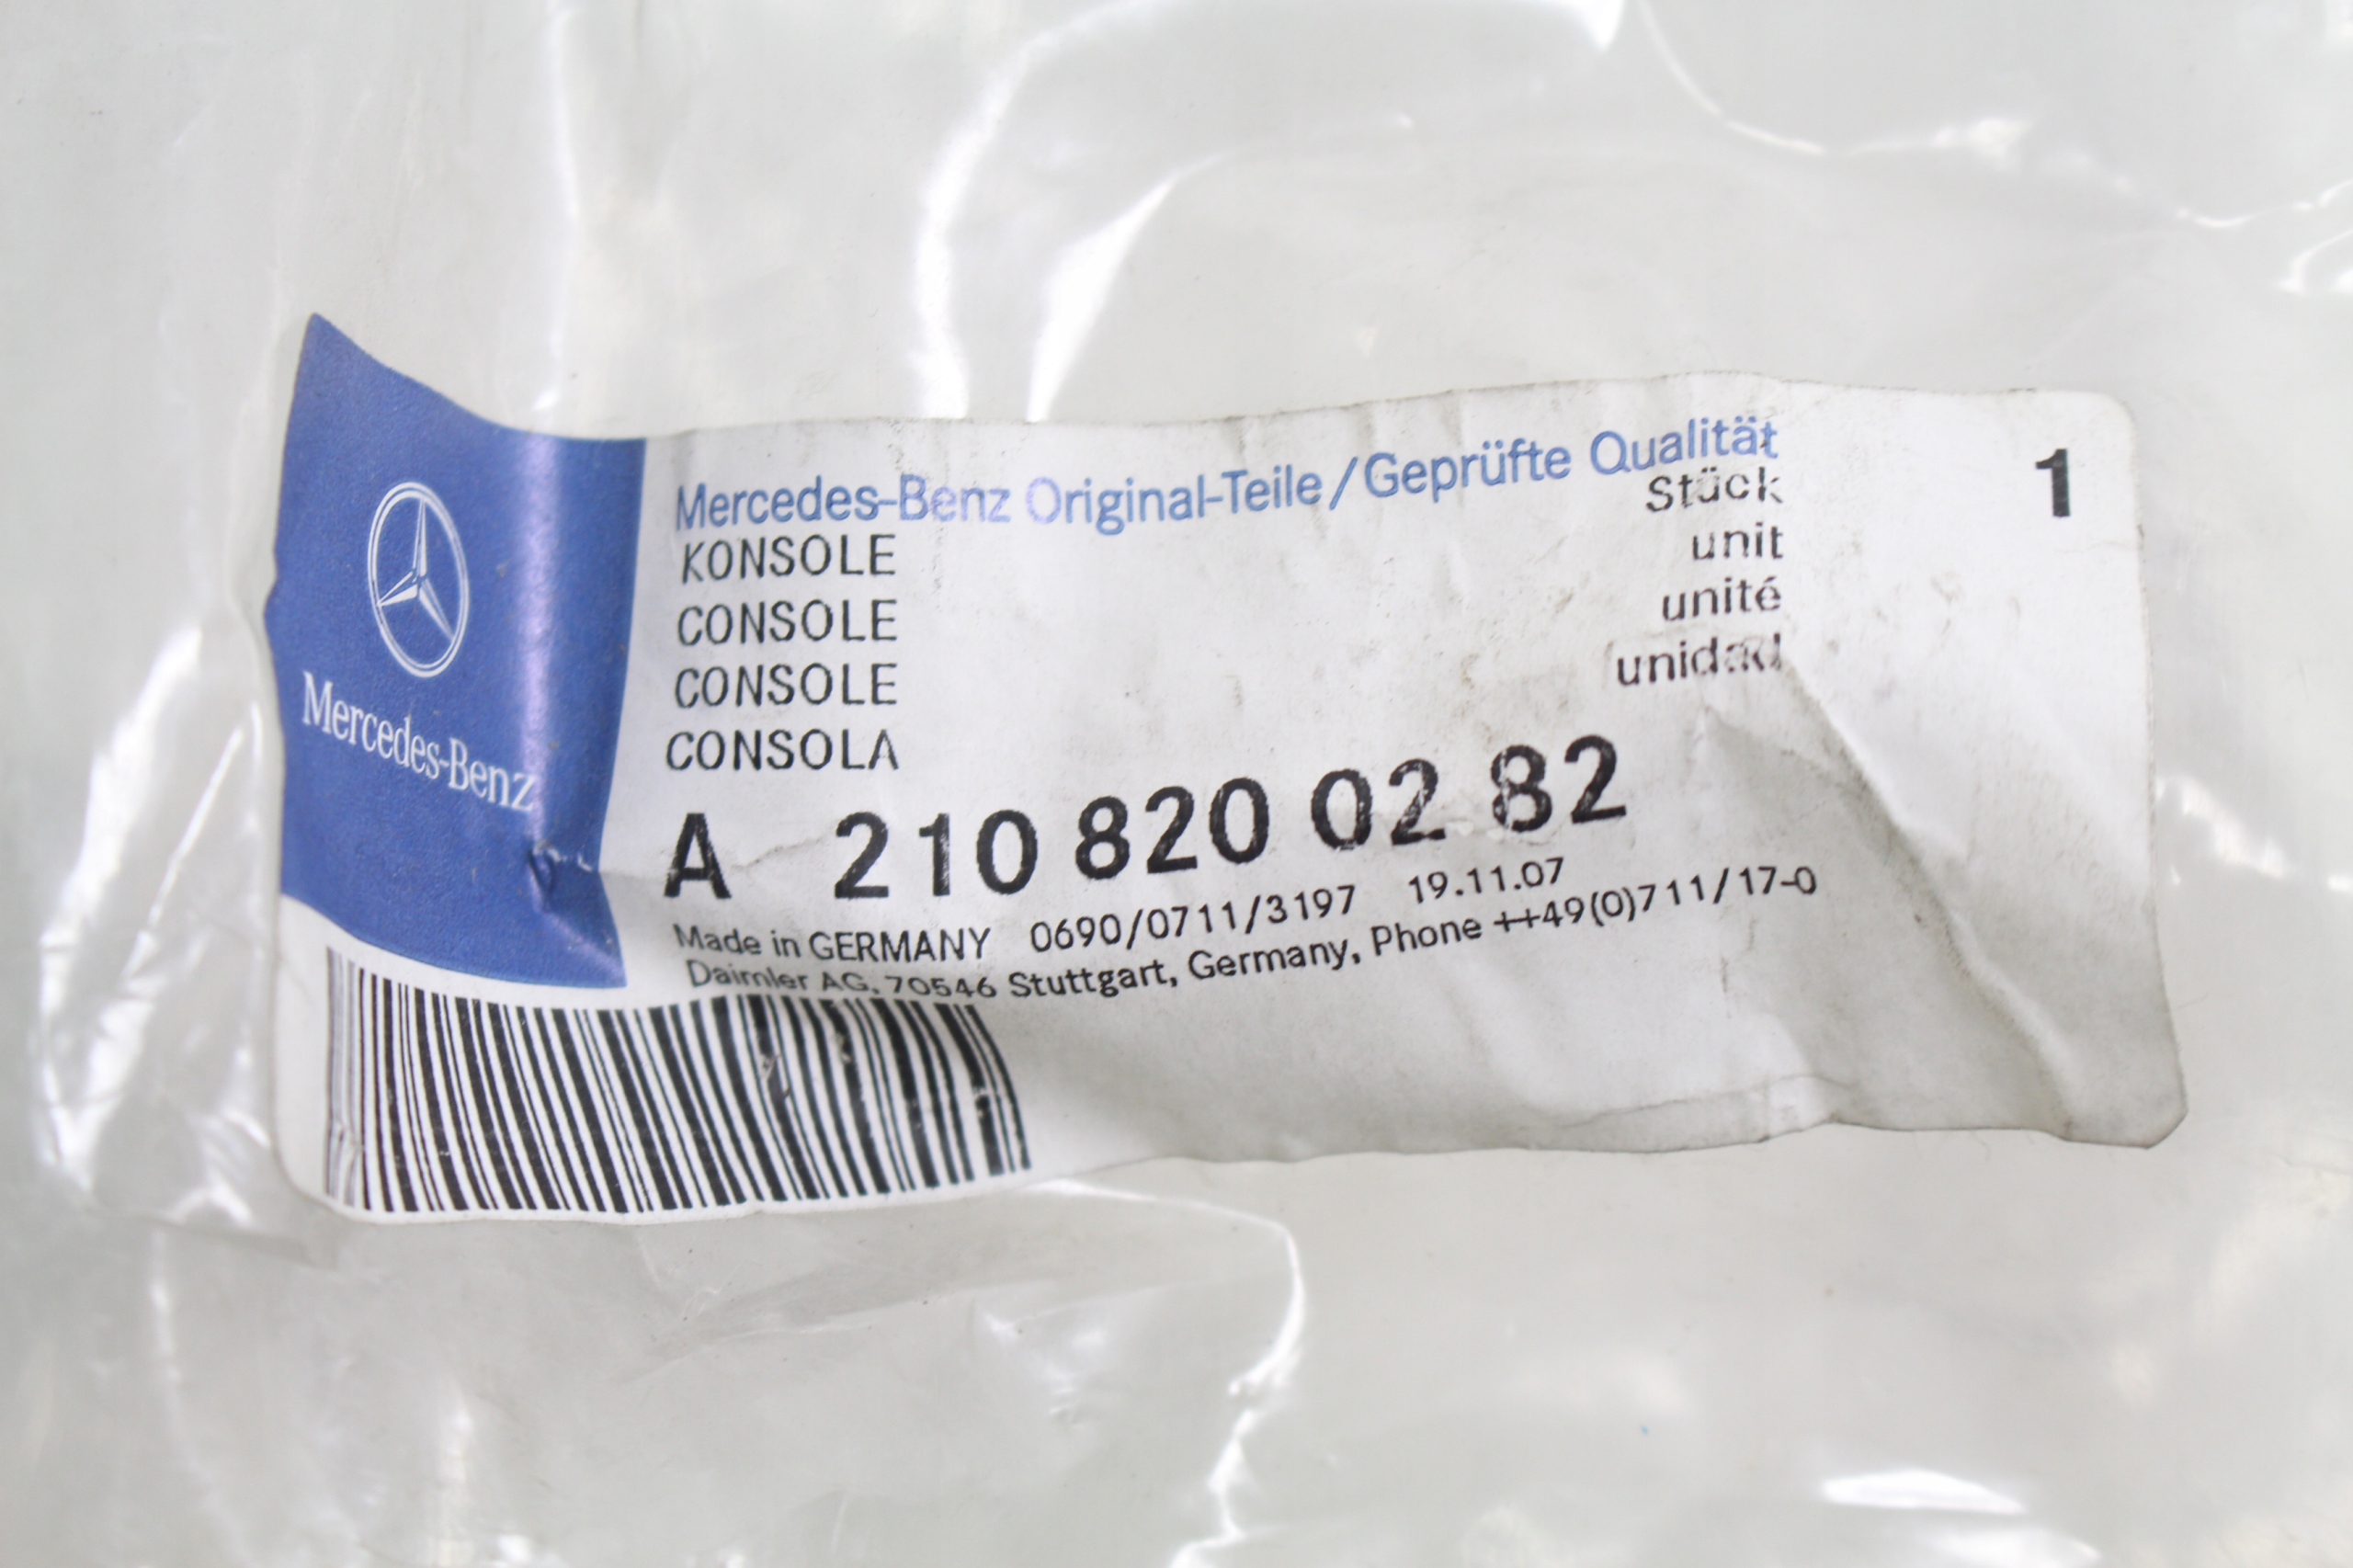 Mercedes-Benz
Mercedes-Benz Original-Teile/Geprüfte Qualität
KONSOLE
CONSOLE
CONSOLE
CONSOLA
Stück 1
unit
unité
unidad
A 210 820 02 82
Made in GERMANY 0690/0711/3197 19.11.07
Daimler AG, 70546 Stuttgart, Germany, Phone ++49(0)711/17-0